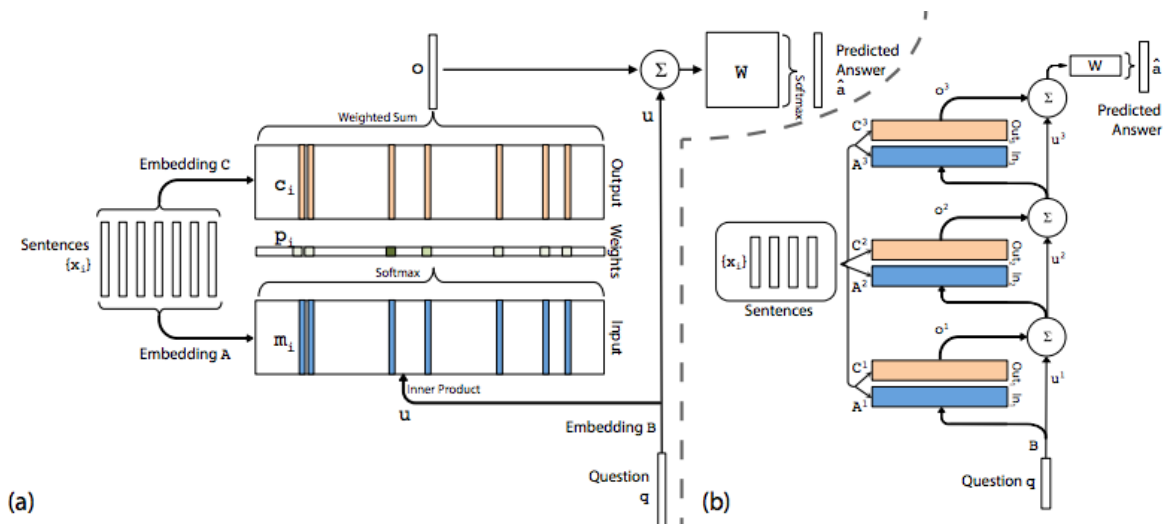 o
Σ
W
Softmax
Predicted
Answer
â
u
Weighted Sum
Embedding C
c_i
Output
Sentences
{x_i}
p_i
Weights
Softmax
m_i
Input
Embedding A
Inner Product
u
Embedding B
Question
q
(a)
W
â
Predicted
Answer
Σ
o³
C³
Out₃
A³
In₃
u³
Σ
o²
C²
Out₂
A²
In₂
u²
{x_i}
Sentences
Σ
o¹
C¹
Out₁
A¹
In₁
u¹
B
Question q
(b)